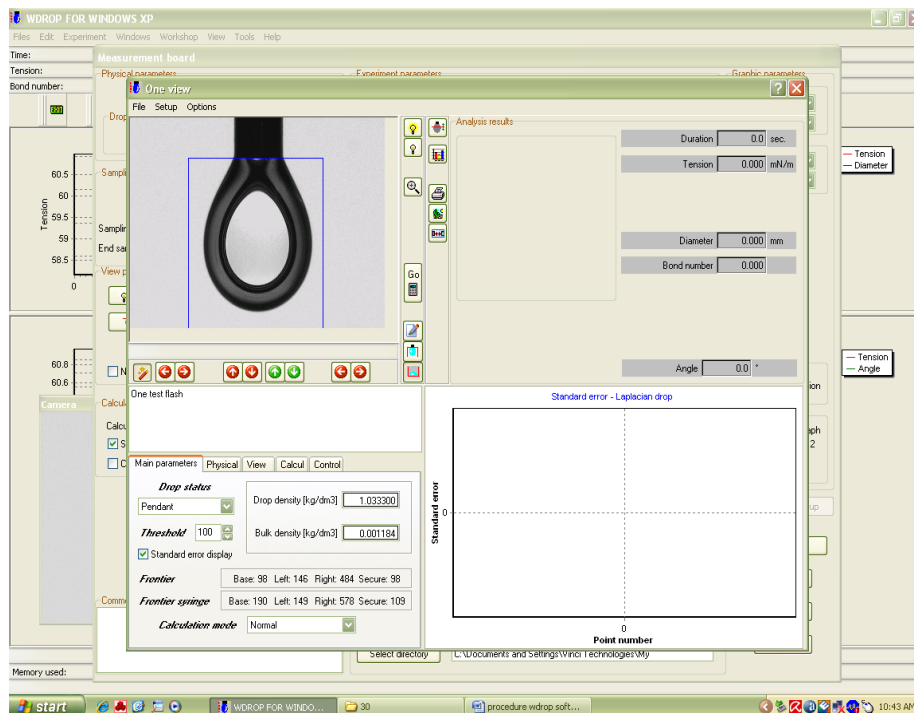 WDROP FOR WINDOWS XP
Files Edit Experiment Windows Workshop View Tools Help
Time:
Tension:
Bond number:
Measurement board
Physical parameters
Experiment parameters
Graphic parameters
One view
File Setup Options
Analysis results
Duration 0.0 sec.
Tension 0.000 mN/m
Diameter 0.000 mm
Bond number 0.000
Angle 0.0 °
Go
Tension
Diameter
60.5
60
59.5
59
58.5
0
Tension
Tension
Angle
60.8
60.6
Camera
One test flash
Main parameters Physical View Calcul Control
Drop status
Pendant
Drop density [kg/dm3] 1.033300
Threshold 100
Bulk density [kg/dm3] 0.001184
Standard error display
Frontier Base: 98 Left: 146 Right: 484 Secure: 98
Frontier syringe Base: 190 Left: 149 Right: 578 Secure: 109
Calculation mode Normal
Standard error - Laplacian drop
Standard error
0
0
Point number
Select directory C:\Documents and Settings\Vinci Technologies\My
Memory used:
start WDROP FOR WINDO... 30 procedure wdrop soft... 10:43 AM